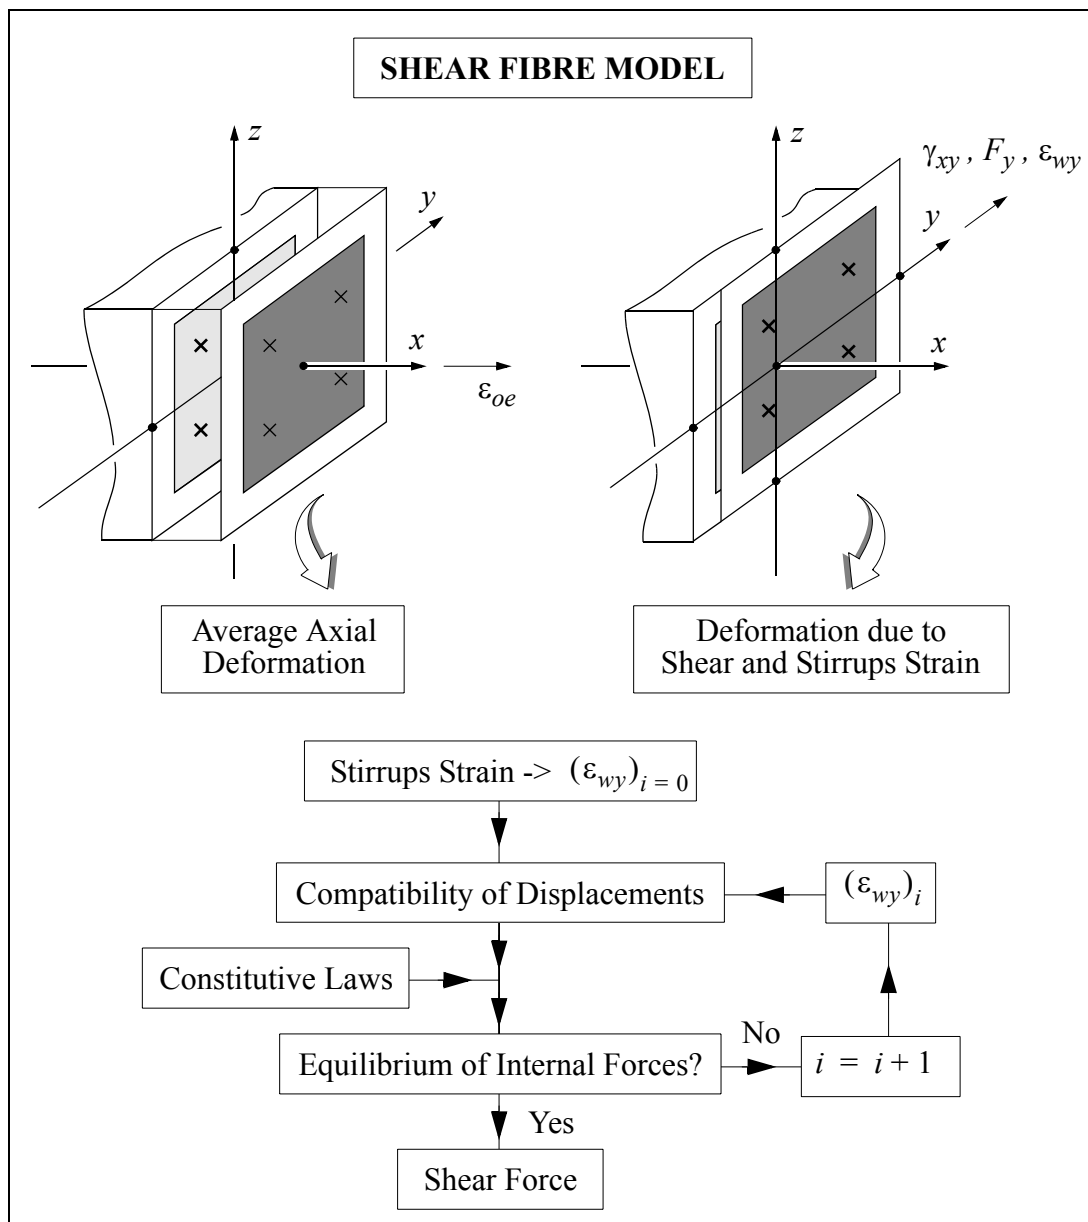 SHEAR FIBRE MODEL
z
y
x
ε_oe
z
γ_xy , F_y , ε_wy
y
x
Average Axial
Deformation
Deformation due to
Shear and Stirrups Strain
Stirrups Strain -> (ε_wy)_i = 0
Compatibility of Displacements
(ε_wy)_i
Constitutive Laws
Equilibrium of Internal Forces?
No
i = i + 1
Yes
Shear Force